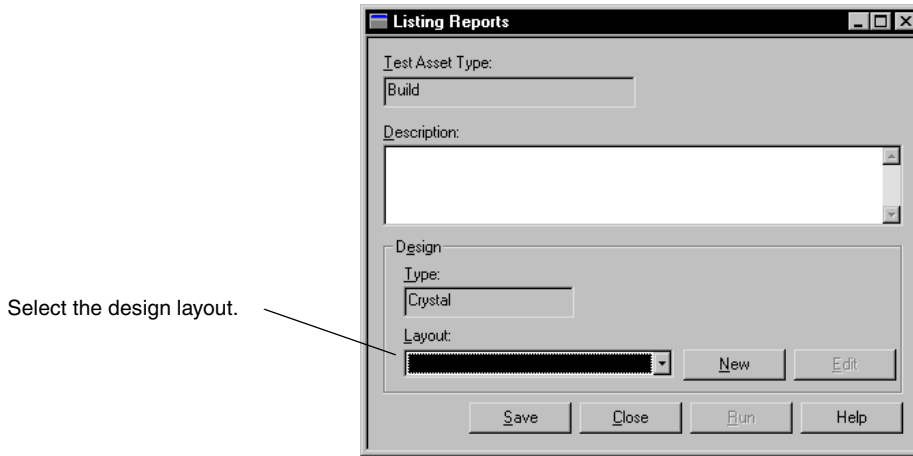 Listing Reports
Test Asset Type:
Build
Description:
Design
Type:
Crystal
Select the design layout.
Layout:
New
Edit
Save
Close
Run
Help